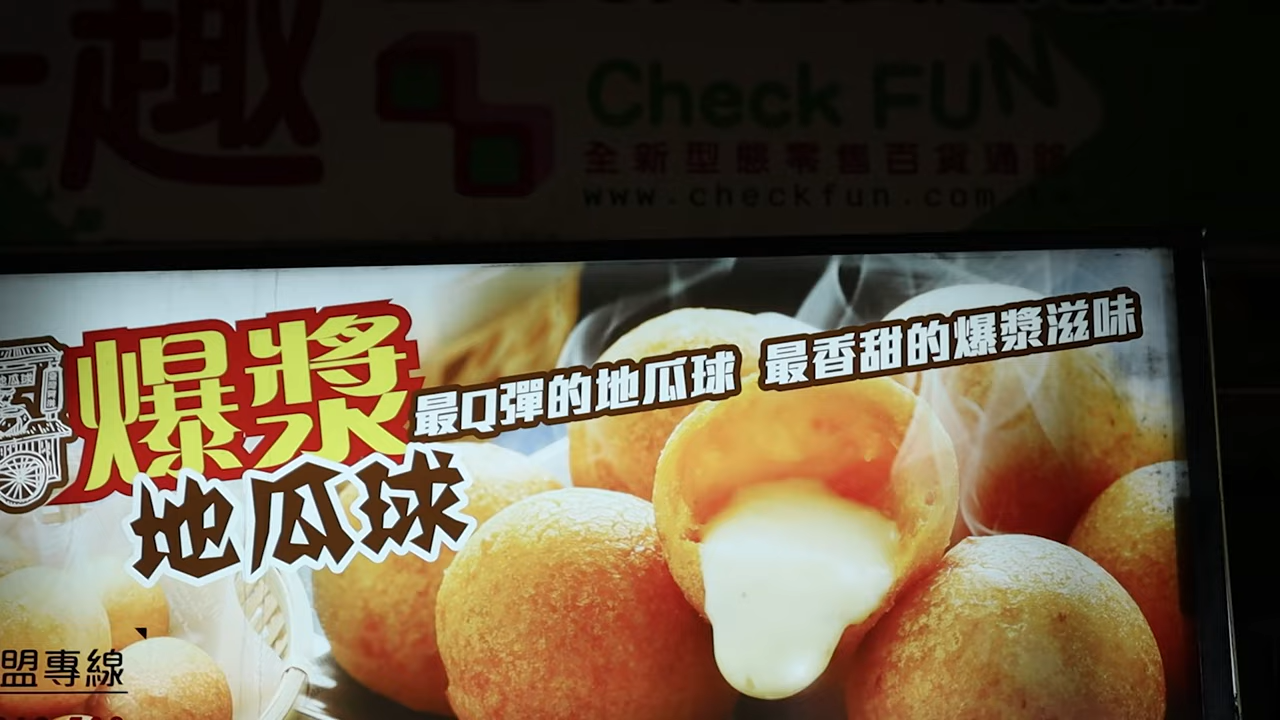 趣
Check FUN
全新型態零售百貨通路
www.checkfun.com.tw
爆漿
地瓜球
最Q彈的地瓜球 最香甜的爆漿滋味
盟專線